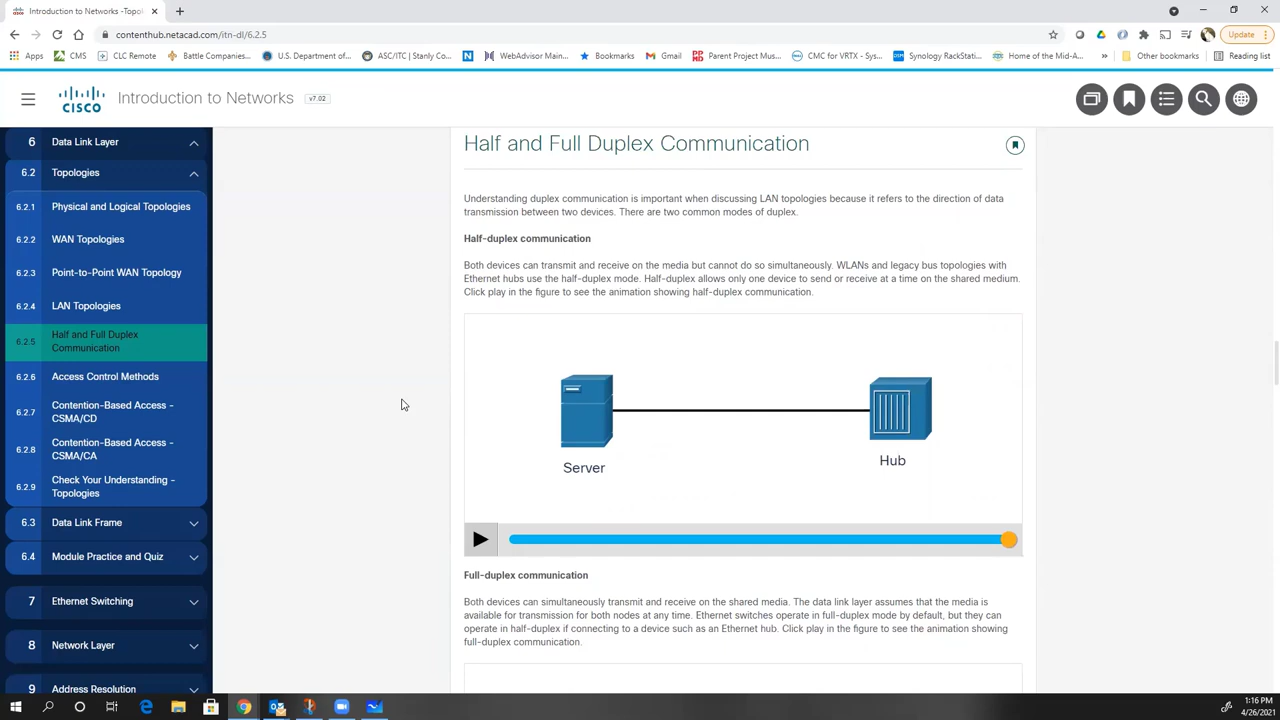 Introduction to Networks -Topol
contenthub.netacad.com/itn-dl/6.2.5
Update
Apps
CMS
CLC Remote
Battle Companies...
U.S. Department of...
ASC/ITC | Stanly Co...
WebAdvisor Main...
Bookmarks
Gmail
Parent Project Mus...
CMC for VRTX - Sys...
Synology RackStati...
Home of the Mid-A...
Other bookmarks
Reading list
CISCO
Introduction to Networks
v7.02
6 Data Link Layer
6.2 Topologies
6.2.1 Physical and Logical Topologies
6.2.2 WAN Topologies
6.2.3 Point-to-Point WAN Topology
6.2.4 LAN Topologies
6.2.5 Half and Full Duplex
Communication
6.2.6 Access Control Methods
6.2.7 Contention-Based Access -
CSMA/CD
6.2.8 Contention-Based Access -
CSMA/CA
6.2.9 Check Your Understanding -
Topologies
6.3 Data Link Frame
6.4 Module Practice and Quiz
7 Ethernet Switching
8 Network Layer
9 Address Resolution
Half and Full Duplex Communication
Understanding duplex communication is important when discussing LAN topologies because it refers to the direction of data
transmission between two devices. There are two common modes of duplex.
Half-duplex communication
Both devices can transmit and receive on the media but cannot do so simultaneously. WLANs and legacy bus topologies with
Ethernet hubs use the half-duplex mode. Half-duplex allows only one device to send or receive at a time on the shared medium.
Click play in the figure to see the animation showing half-duplex communication.
Server
Hub
Full-duplex communication
Both devices can simultaneously transmit and receive on the shared media. The data link layer assumes that the media is
available for transmission for both nodes at any time. Ethernet switches operate in full-duplex mode by default, but they can
operate in half-duplex if connecting to a device such as an Ethernet hub. Click play in the figure to see the animation showing
full-duplex communication.
1:16 PM
4/26/2021